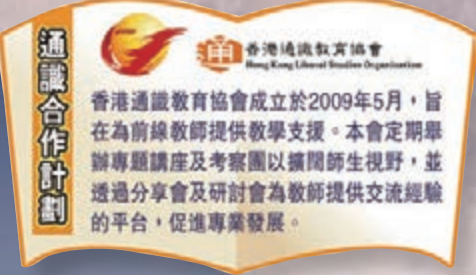 通識合作計劃
香港通識教育協會
Hong Kong Liberal Studies Organization
香港通識教育協會成立於2009年5月，旨
在為前線教師提供教學支援。本會定期舉
辦專題講座及考察團以擴闊師生視野，並
透過分享會及研討會為教師提供交流經驗
的平台，促進專業發展。